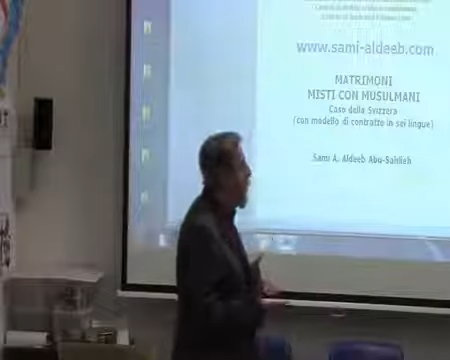 www.sami-aldeeb.com
MATRIMONI
MISTI CON MUSULMANI
Caso della Svizzera
(con modello di contratto in sei lingue)
Sami A. Aldeeb Abu-Sahlieh